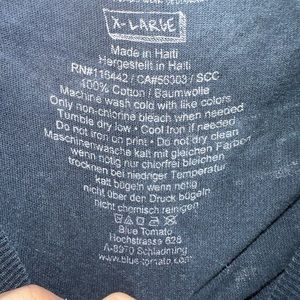 X-LARGE
Made in Haiti
Hergestellt in Haiti
RN#116442 / CA#56303 / SCC
100% Cotton / Baumwolle
Machine wash cold with like colors
Only non-chlorine bleach when needed
Tumble dry low • Cool Iron if needed
Do not iron on print • Do not dry clean
Maschinenwäsche kalt mit gleichen Farben
wenn nötig nur chlorfrei bleichen
trocknen bei niedriger Temperatur
kalt bügeln wenn nötig
nicht über den Druck bügeln
nicht chemisch reinigen
Blue Tomato
Hochstrasse 628
A-8970 Schladming
www.blue-tomato.com